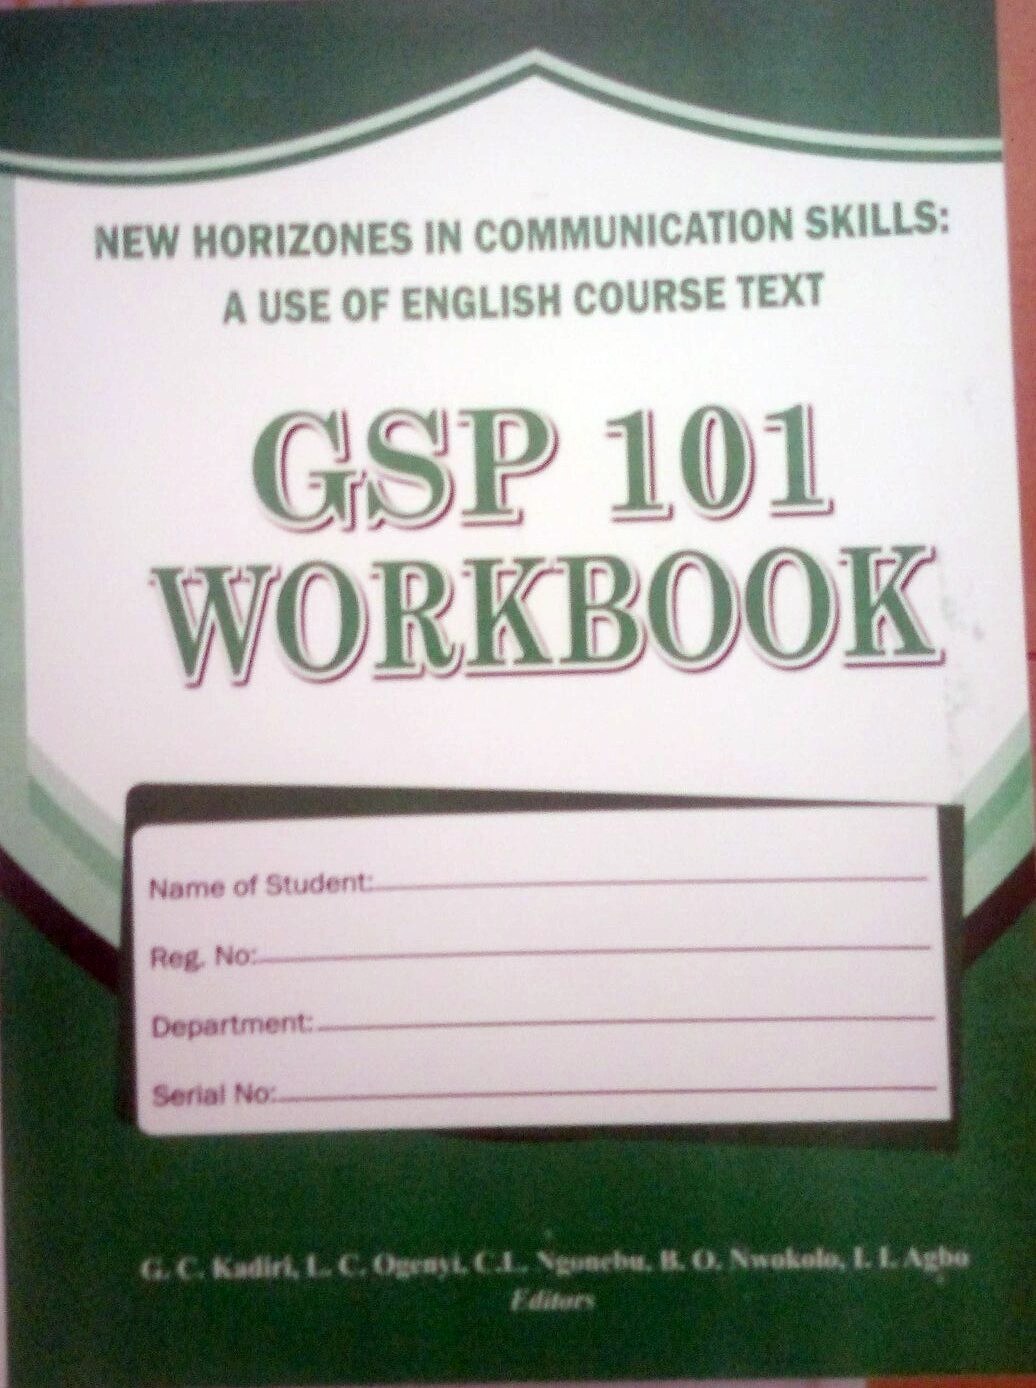 NEW HORIZONES IN COMMUNICATION SKILLS:
A USE OF ENGLISH COURSE TEXT
GSP 101
WORKBOOK
Name of Student:
Reg. No:
Department:
Serial No:
G. C. Kadiri, L. C. Ogenyi, C.L. Ngonebu, B. O. Nwokolo, I. I. Agbo
Editors